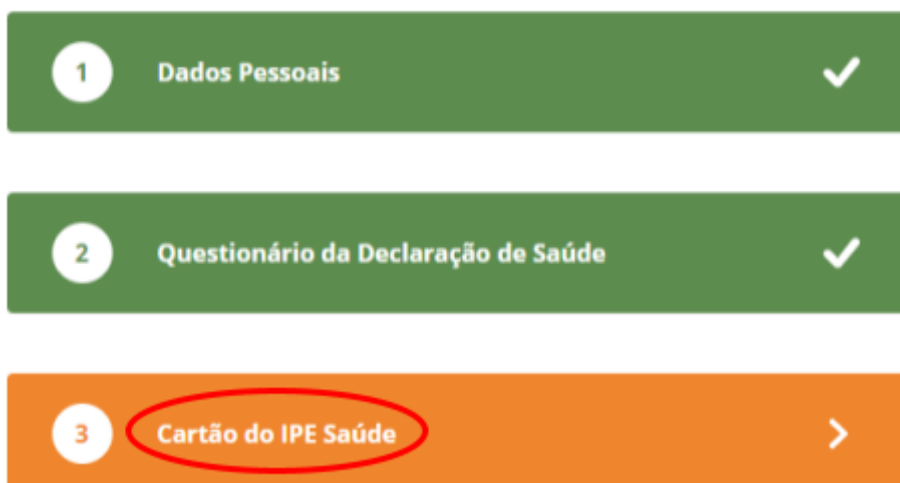 1 Dados Pessoais
2 Questionário da Declaração de Saúde
3 Cartão do IPE Saúde